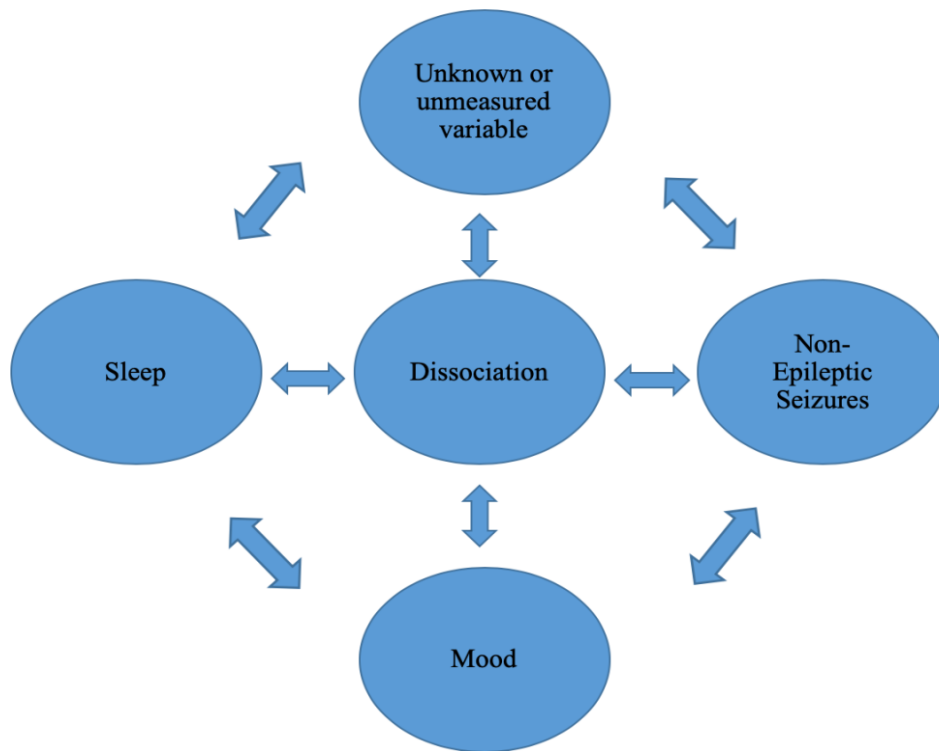 Unknown or
unmeasured
variable
Sleep
Dissociation
Non-
Epileptic
Seizures
Mood